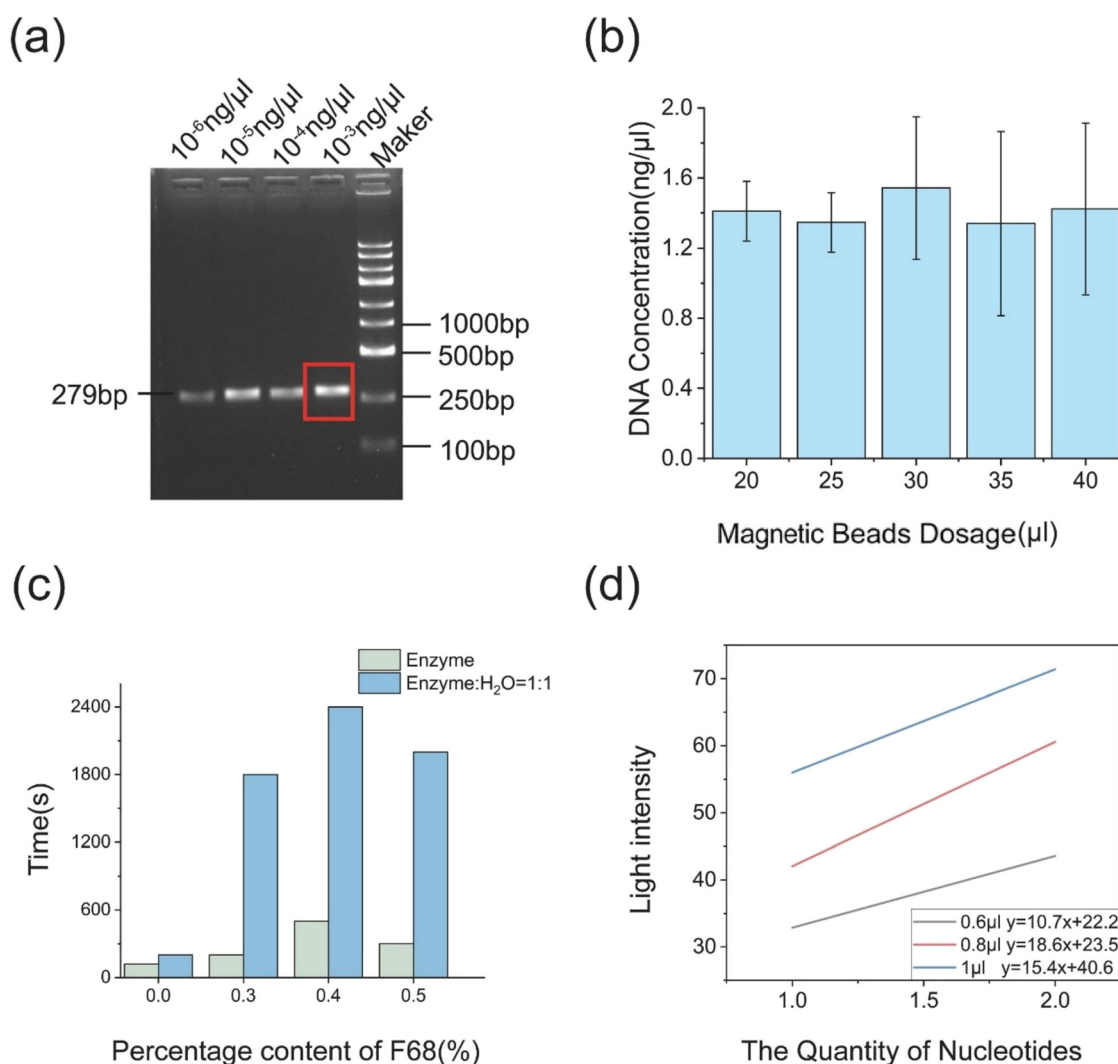 (a)
10⁻⁶ng/µl
10⁻⁵ng/µl
10⁻⁴ng/µl
10⁻³ng/µl
Maker
1000bp
500bp
279bp
250bp
100bp
(b)
DNA Concentration(ng/µl)
2.0
1.6
1.2
0.8
0.4
0.0
20 25 30 35 40
Magnetic Beads Dosage(µl)
(c)
Enzyme
Enzyme:H₂O=1:1
Time(s)
2400
1800
1200
600
0
0.0 0.3 0.4 0.5
Percentage content of F68(%)
(d)
Light intensity
70
60
50
40
30
0.6µl y=10.7x+22.2
0.8µl y=18.6x+23.5
1µl y=15.4x+40.6
1.0 1.5 2.0
The Quantity of Nucleotides